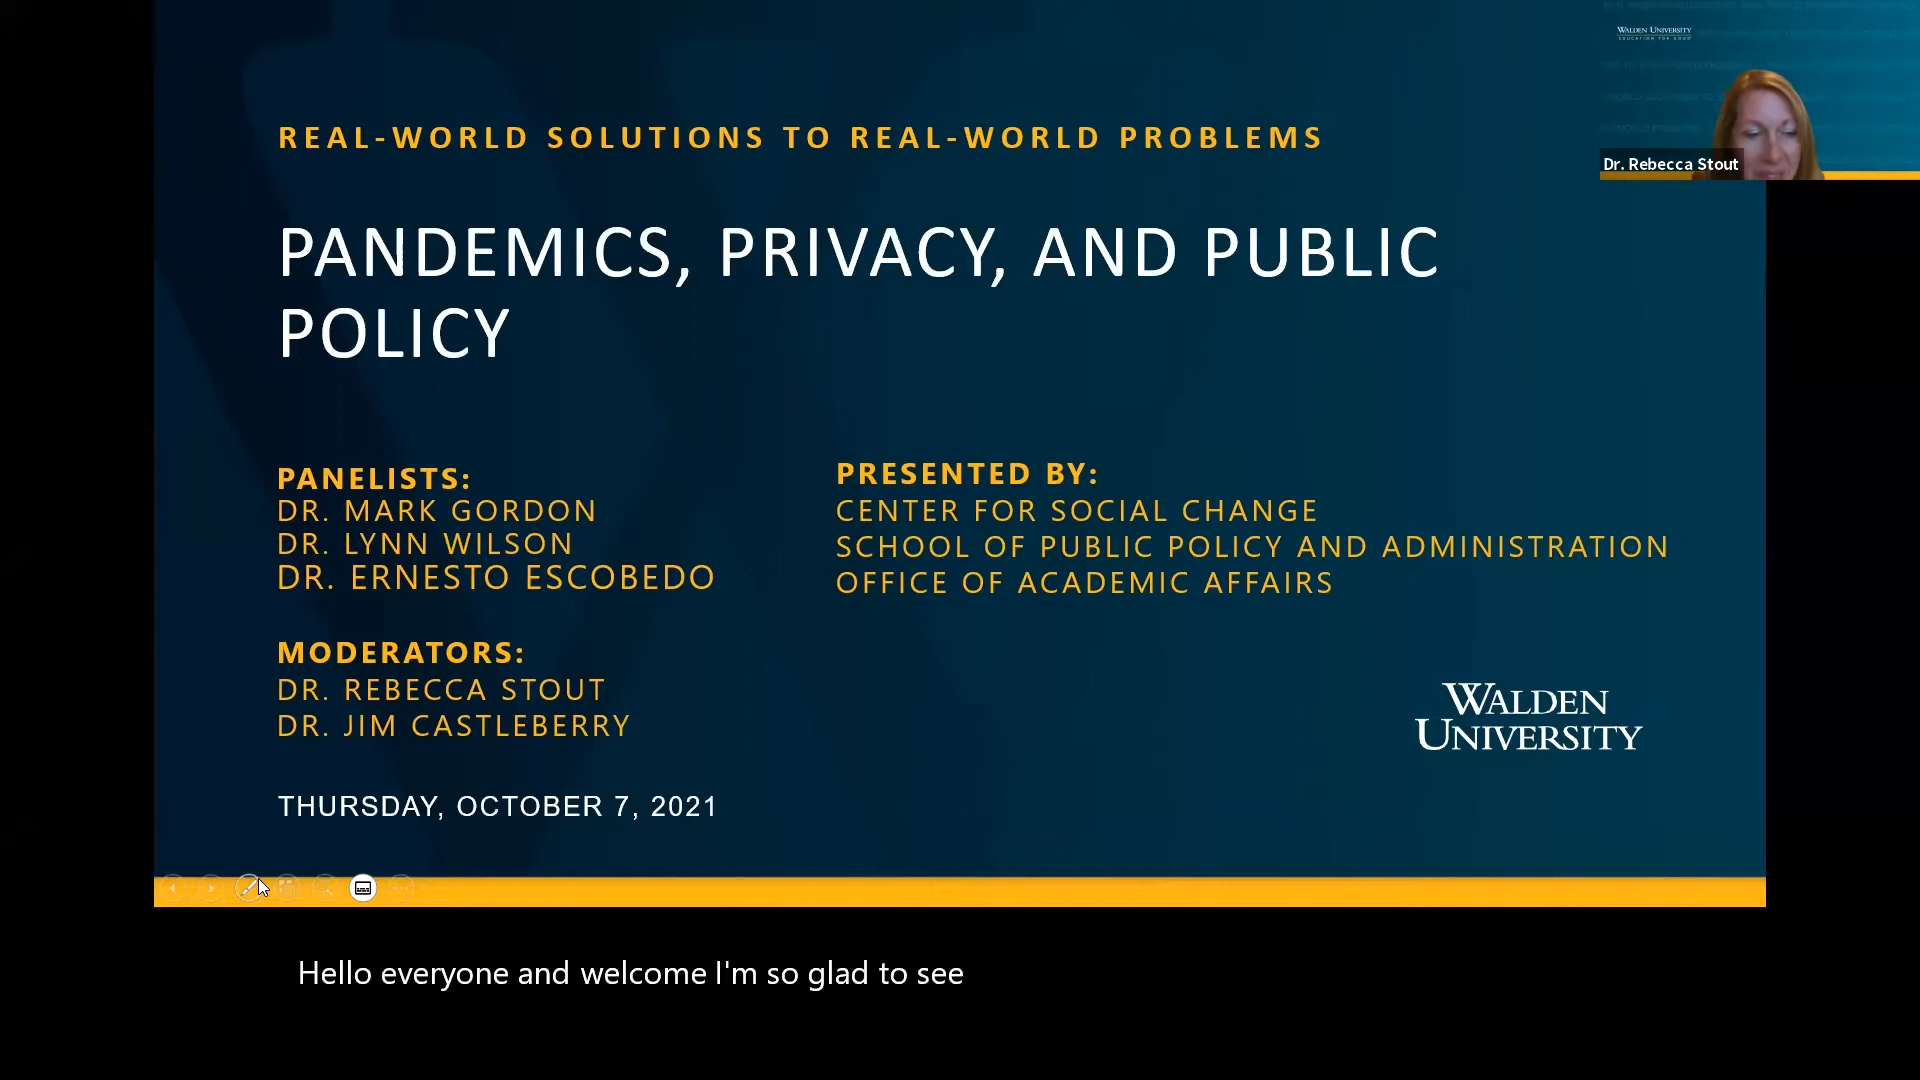 WALDEN UNIVERSITY
REAL-WORLD SOLUTIONS TO REAL-WORLD PROBLEMS
Dr. Rebecca Stout
PANDEMICS, PRIVACY, AND PUBLIC
POLICY
PANELISTS:
DR. MARK GORDON
DR. LYNN WILSON
DR. ERNESTO ESCOBEDO
PRESENTED BY:
CENTER FOR SOCIAL CHANGE
SCHOOL OF PUBLIC POLICY AND ADMINISTRATION
OFFICE OF ACADEMIC AFFAIRS
MODERATORS:
DR. REBECCA STOUT
DR. JIM CASTLEBERRY
WALDEN
UNIVERSITY
THURSDAY, OCTOBER 7, 2021
Hello everyone and welcome I'm so glad to see